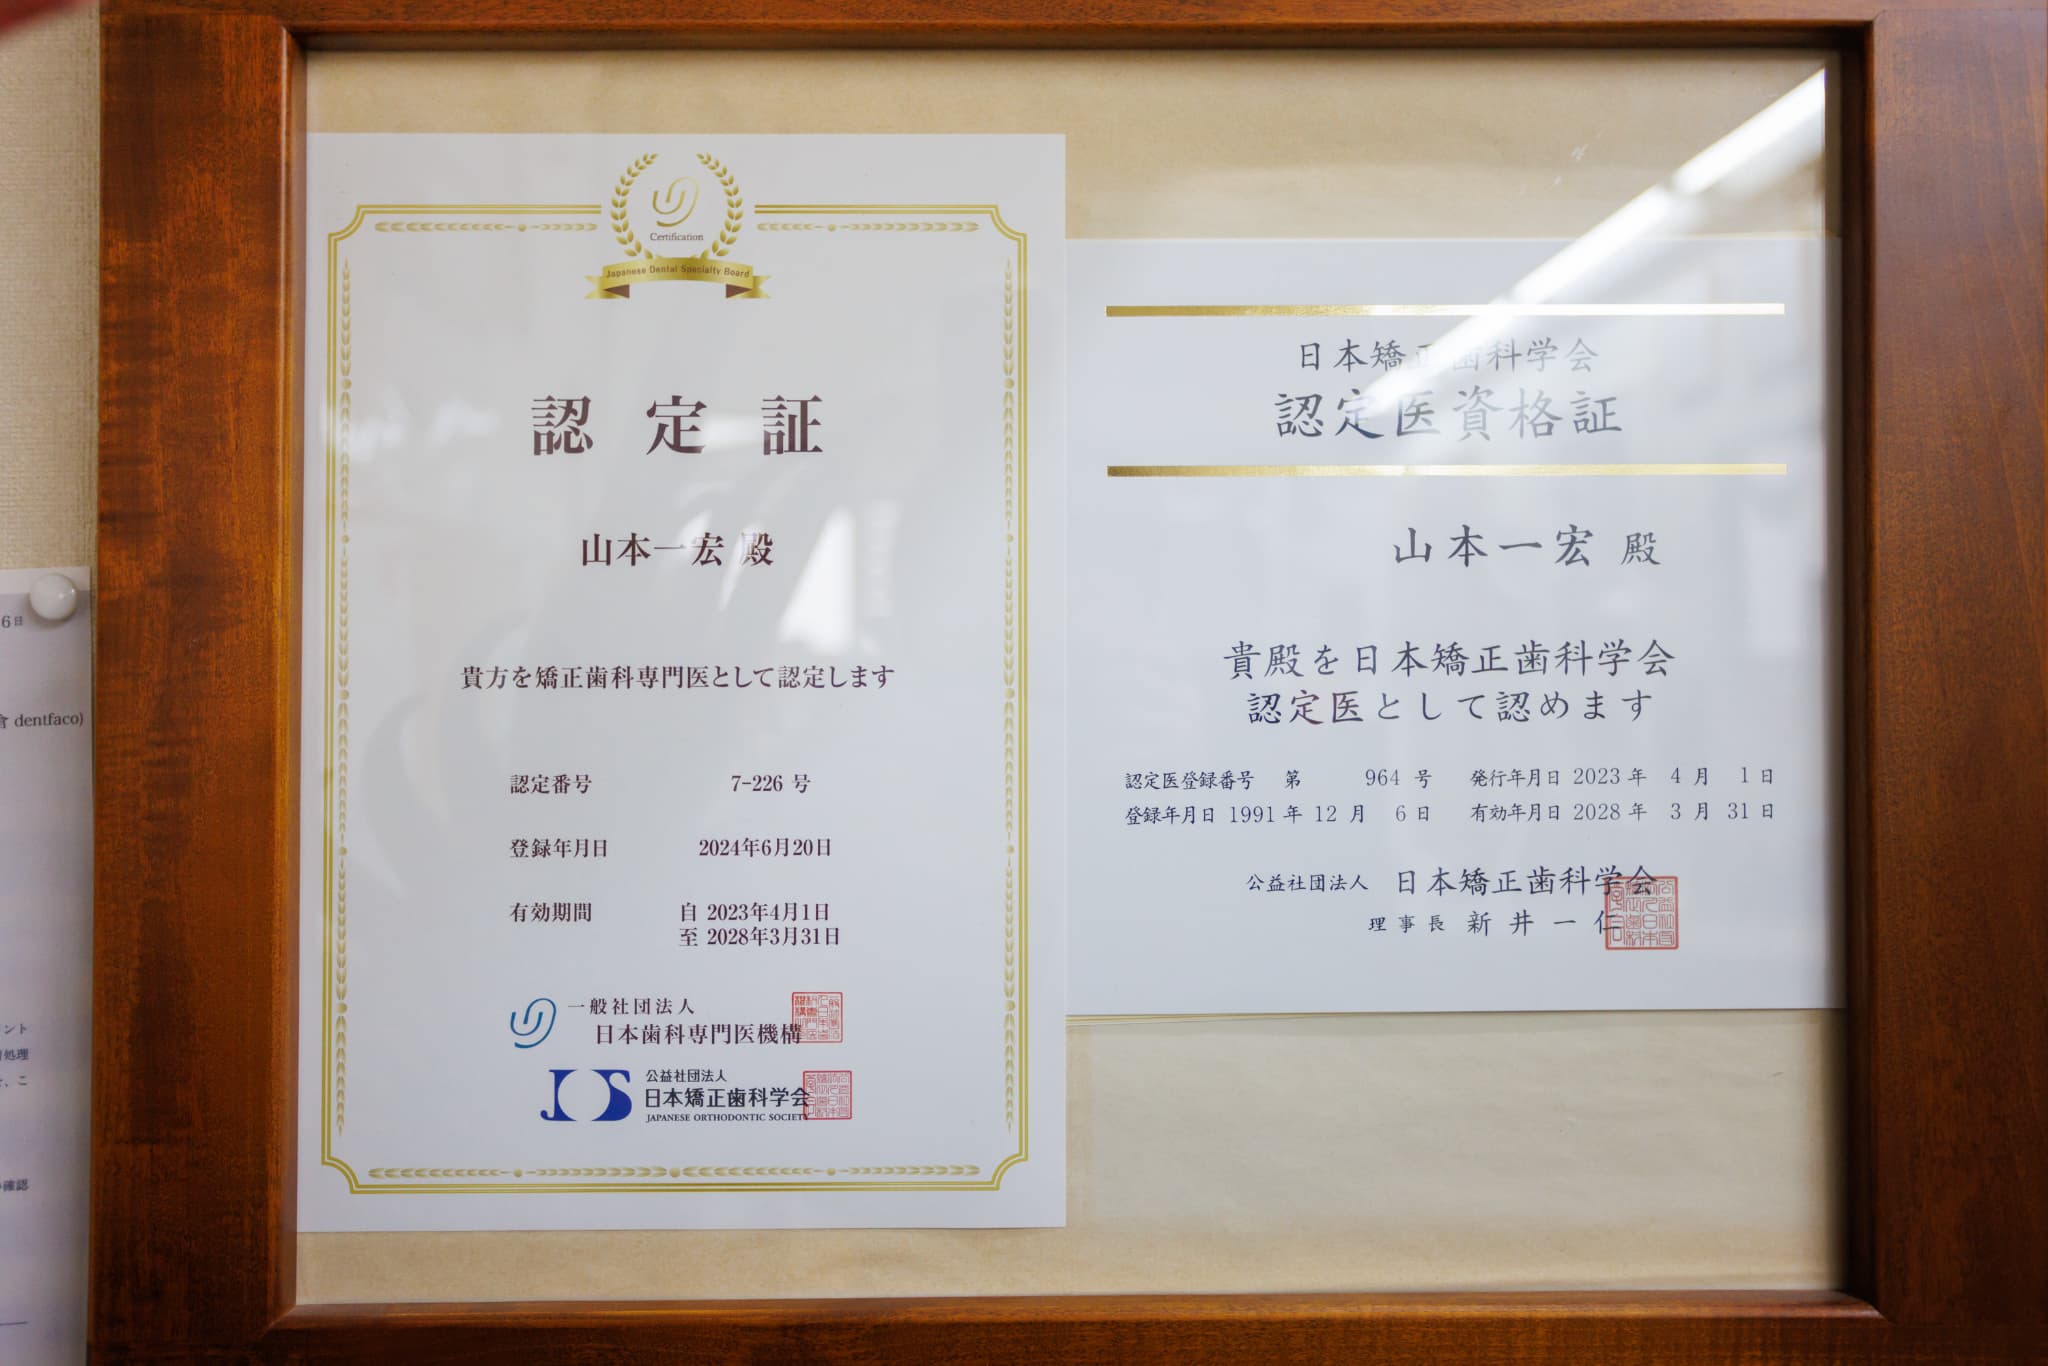 Certification
Japanese Dental Specialty Board
認定証
山本一宏 殿
貴方を矯正歯科専門医として認定します
認定番号 7-226 号
登録年月日 2024年6月20日
有効期間 自 2023年4月1日
至 2028年3月31日
一般社団法人
日本歯科専門医機構
JOS
公益社団法人
日本矯正歯科学会
JAPANESE ORTHODONTIC SOCIETY
日本矯正歯科学会
認定医資格証
山本一宏 殿
貴殿を日本矯正歯科学会
認定医として認めます
認定医登録番号 第 964 号 発行年月日 2023 年 4 月 1 日
登録年月日 1991 年 12 月 6 日 有効年月日 2028 年 3 月 31 日
公益社団法人 日本矯正歯科学会
理事長 新井一仁
6日
dentfaco)
ント
処理
、こ
確認